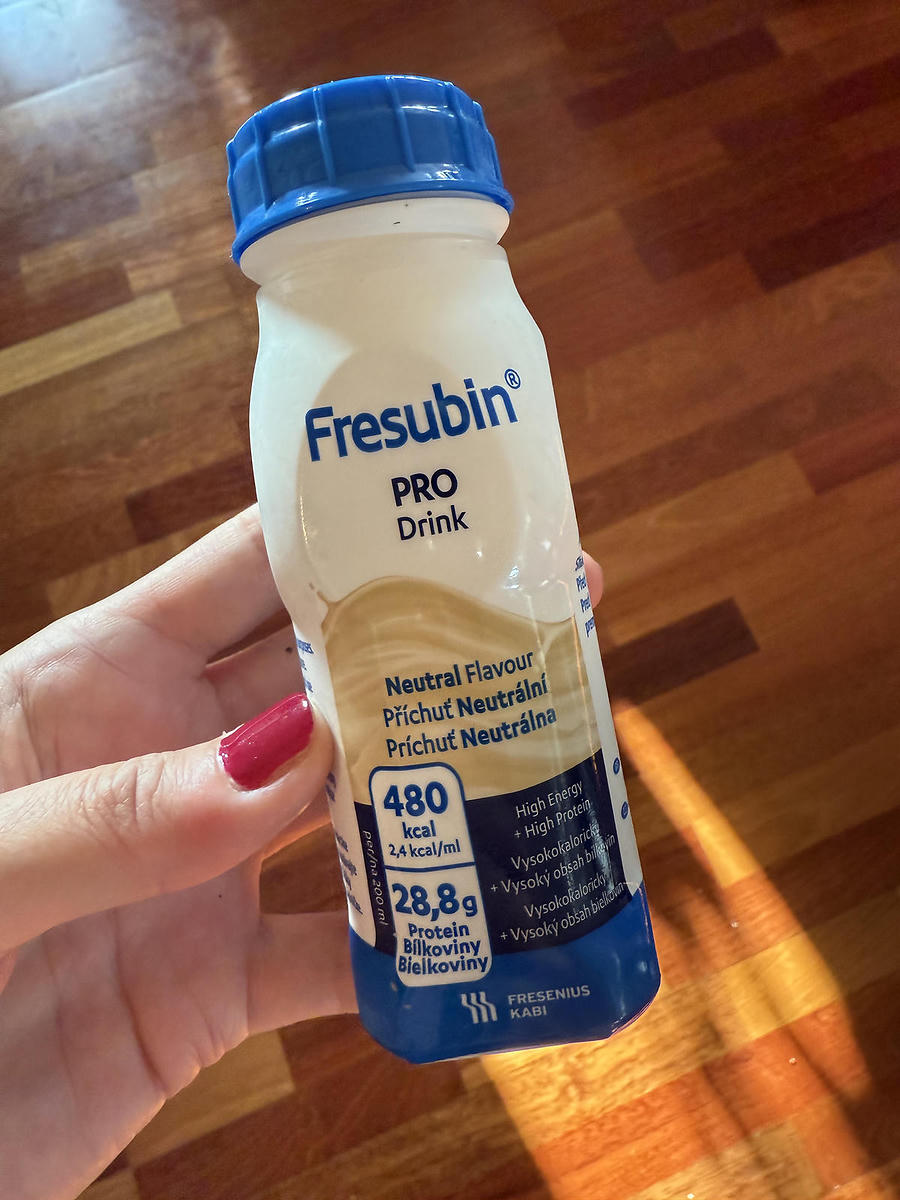 Fresubin®
PRO
Drink
Neutral Flavour
Příchuť Neutrální
Príchuť Neutrálna
480
kcal
2,4 kcal/ml
28,8g
Protein
Bílkoviny
Bielkoviny
per/na 200 ml
High Energy
+ High Protein
Vysokokalorický
+ Vysoký obsah bílkovin
Vysokokalorický
+ Vysoký obsah bielkovín
FRESENIUS
KABI